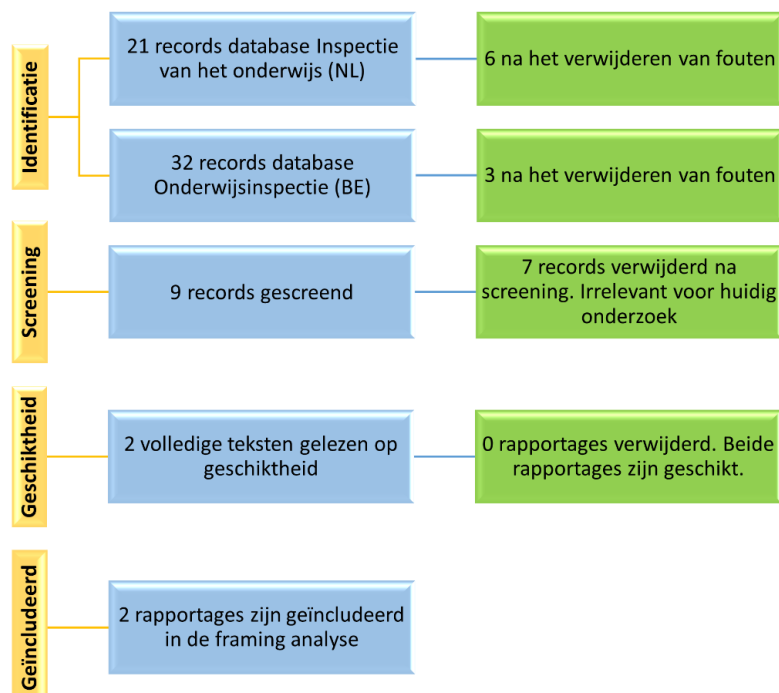 Identificatie
21 records database Inspectie
van het onderwijs (NL)
6 na het verwijderen van fouten
32 records database
Onderwijsinspectie (BE)
3 na het verwijderen van fouten
Screening
9 records gescreend
7 records verwijderd na
screening. Irrelevant voor huidig
onderzoek
Geschiktheid
2 volledige teksten gelezen op
geschiktheid
0 rapportages verwijderd. Beide
rapportages zijn geschikt.
Geïncludeerd
2 rapportages zijn geïncludeerd
in de framing analyse